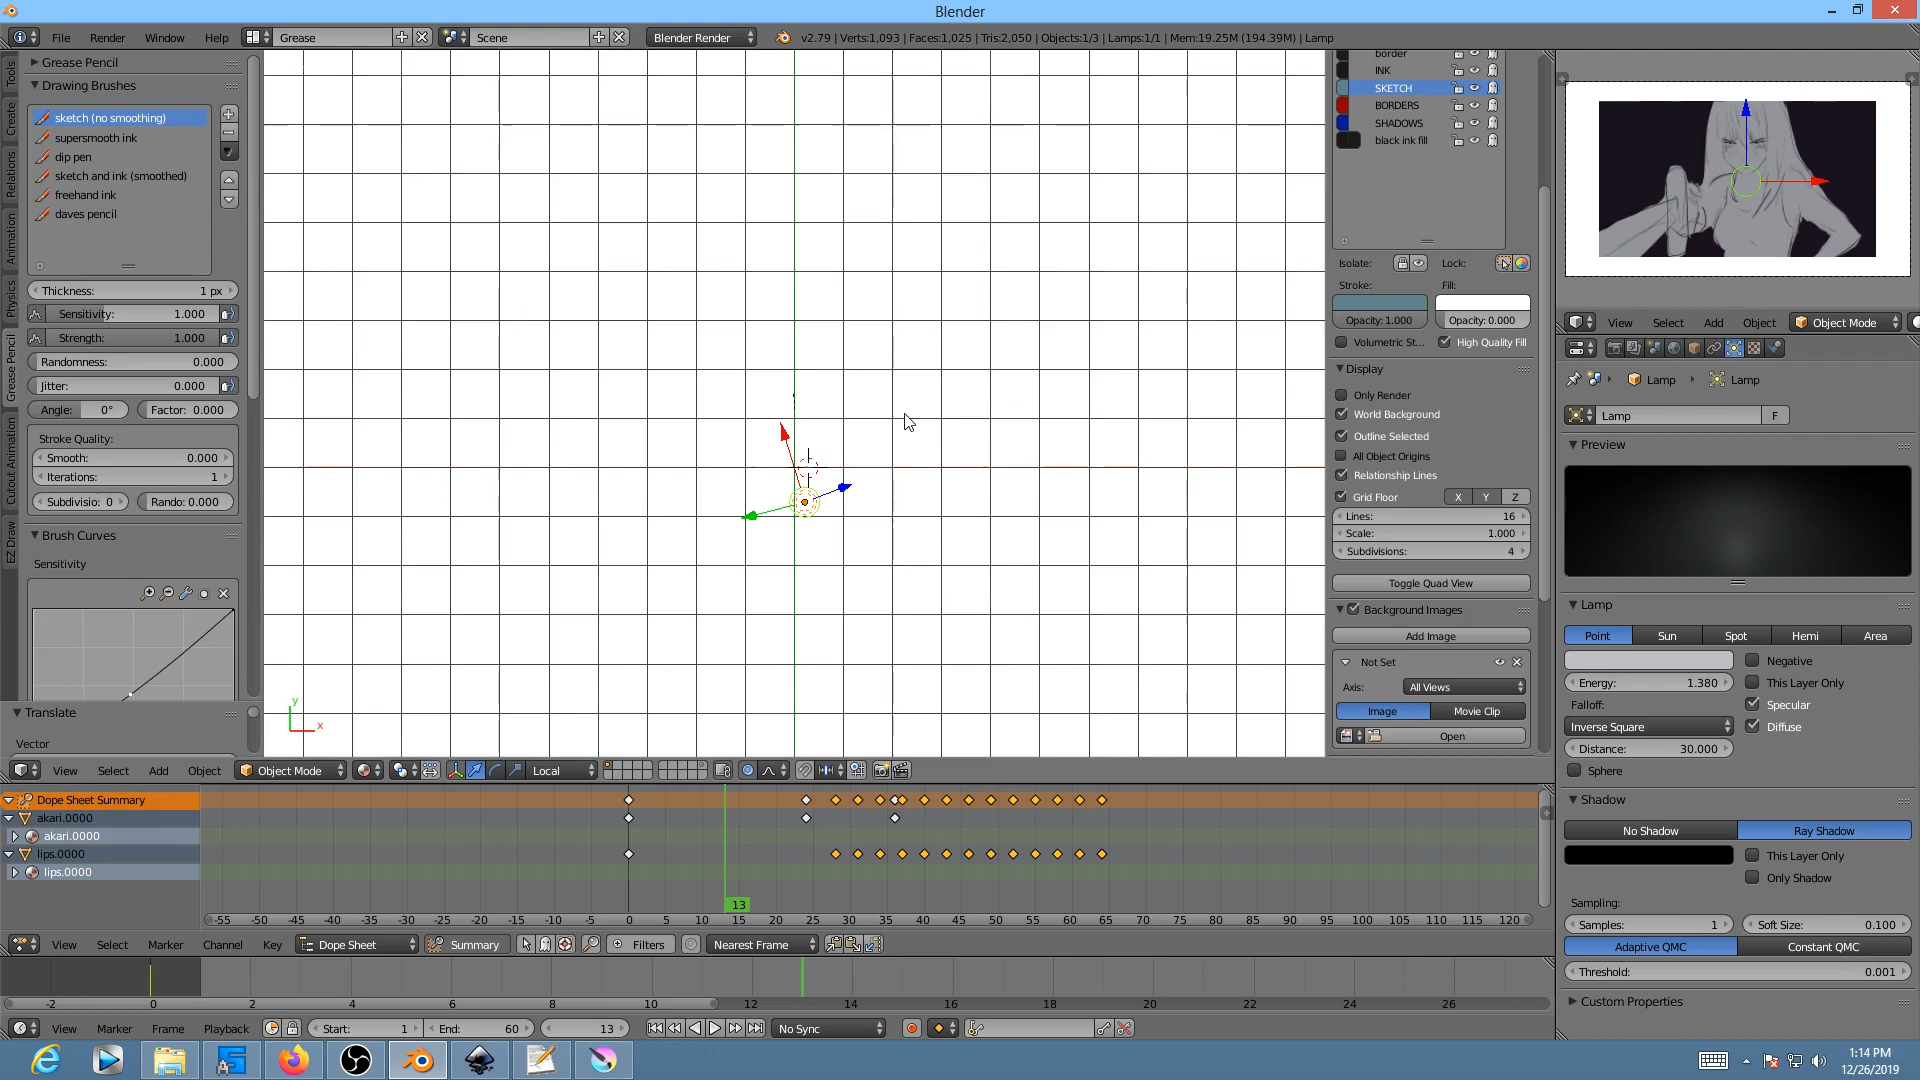 Blender
File Render Window Help Grease Scene Blender Render v2.79 | Verts:1,093 | Faces:1,025 | Tris:2,050 | Objects:1/3 | Lamps:1/1 | Mem:19.25M (194.39M) | Lamp
Tools
Create
Relations
Animation
Physics
Grease Pencil
Cutout Animation
EZ Draw
Grease Pencil
Drawing Brushes
sketch (no smoothing)
supersmooth ink
dip pen
sketch and ink (smoothed)
freehand ink
daves pencil
Thickness: 1 px
Sensitivity: 1.000
Strength: 1.000
Randomness: 0.000
Jitter: 0.000
Angle: 0° Factor: 0.000
Stroke Quality:
Smooth: 0.000
Iterations: 1
Subdivisio: 0 Rando: 0.000
Brush Curves
Sensitivity
Translate
Vector
y
x
border
INK
SKETCH
BORDERS
SHADOWS
black ink fill
Isolate: Lock:
Stroke: Fill:
Opacity: 1.000 Opacity: 0.000
Volumetric St... High Quality Fill
Display
Only Render
World Background
Outline Selected
All Object Origins
Relationship Lines
Grid Floor X Y Z
Lines: 16
Scale: 1.000
Subdivisions: 4
Toggle Quad View
Background Images
Add Image
Not Set
Axis: All Views
Image Movie Clip
Open
View Select Add Object Object Mode
Lamp Lamp
Lamp F
Preview
Lamp
Point Sun Spot Hemi Area
Negative
Energy: 1.380 This Layer Only
Falloff: Specular
Inverse Square Diffuse
Distance: 30.000
Sphere
Shadow
No Shadow Ray Shadow
This Layer Only
Only Shadow
Sampling:
Samples: 1 Soft Size: 0.100
Adaptive QMC Constant QMC
Threshold: 0.001
Custom Properties
View Select Add Object Object Mode Local
Dope Sheet Summary
akari.0000
akari.0000
lips.0000
lips.0000
13
-55 -50 -45 -40 -35 -30 -25 -20 -15 -10 -5 0 5 10 15 20 25 30 35 40 45 50 55 60 65 70 75 80 85 90 95 100 105 110 115 120
View Select Marker Channel Key Dope Sheet Summary Filters Nearest Frame
-2 0 2 4 6 8 10 12 14 16 18 20 22 24 26
View Marker Frame Playback Start: 1 End: 60 13 No Sync
1:14 PM
12/26/2019